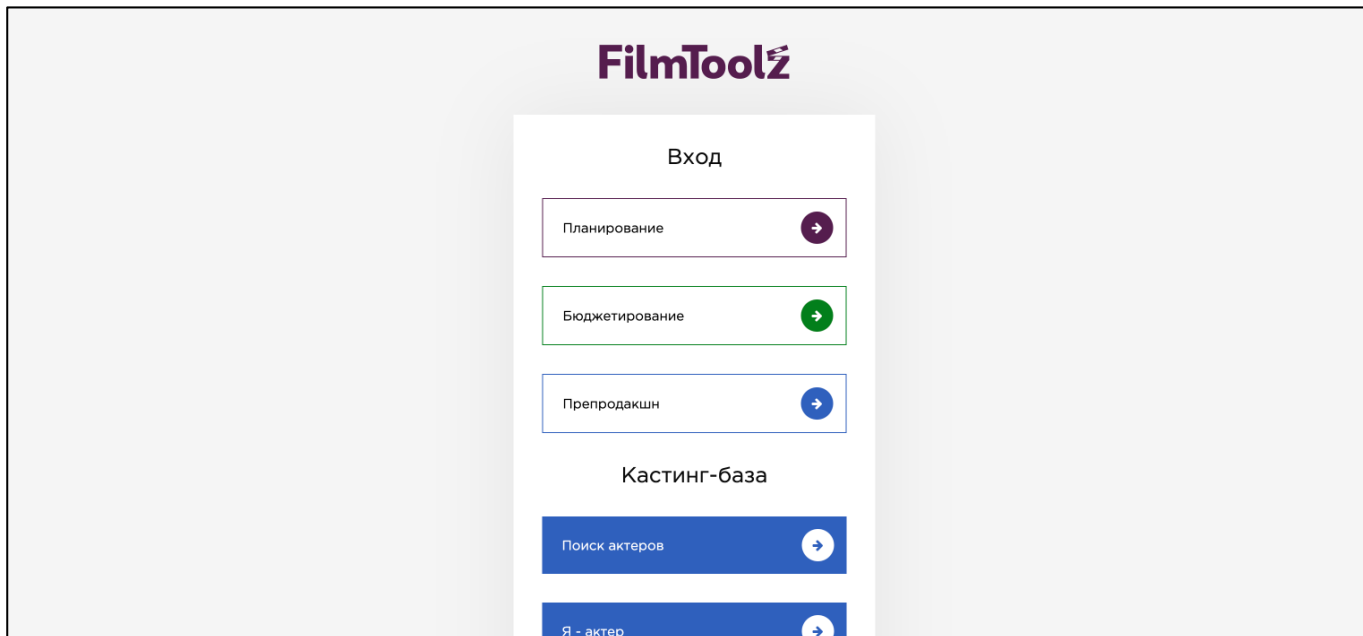 FilmToolz
Вход
Планирование
Бюджетирование
Препродакшн
Кастинг-база
Поиск актеров
Я - актер